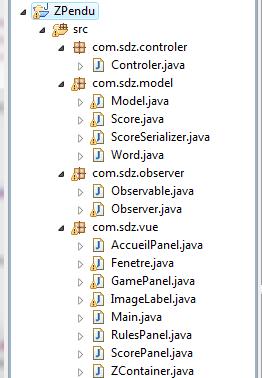 ZPendu
src
com.sdz.controler
Controler.java
com.sdz.model
Model.java
Score.java
ScoreSerializer.java
Word.java
com.sdz.observer
Observable.java
Observer.java
com.sdz.vue
AccueilPanel.java
Fenetre.java
GamePanel.java
ImageLabel.java
Main.java
RulesPanel.java
ScorePanel.java
ZContainer.java